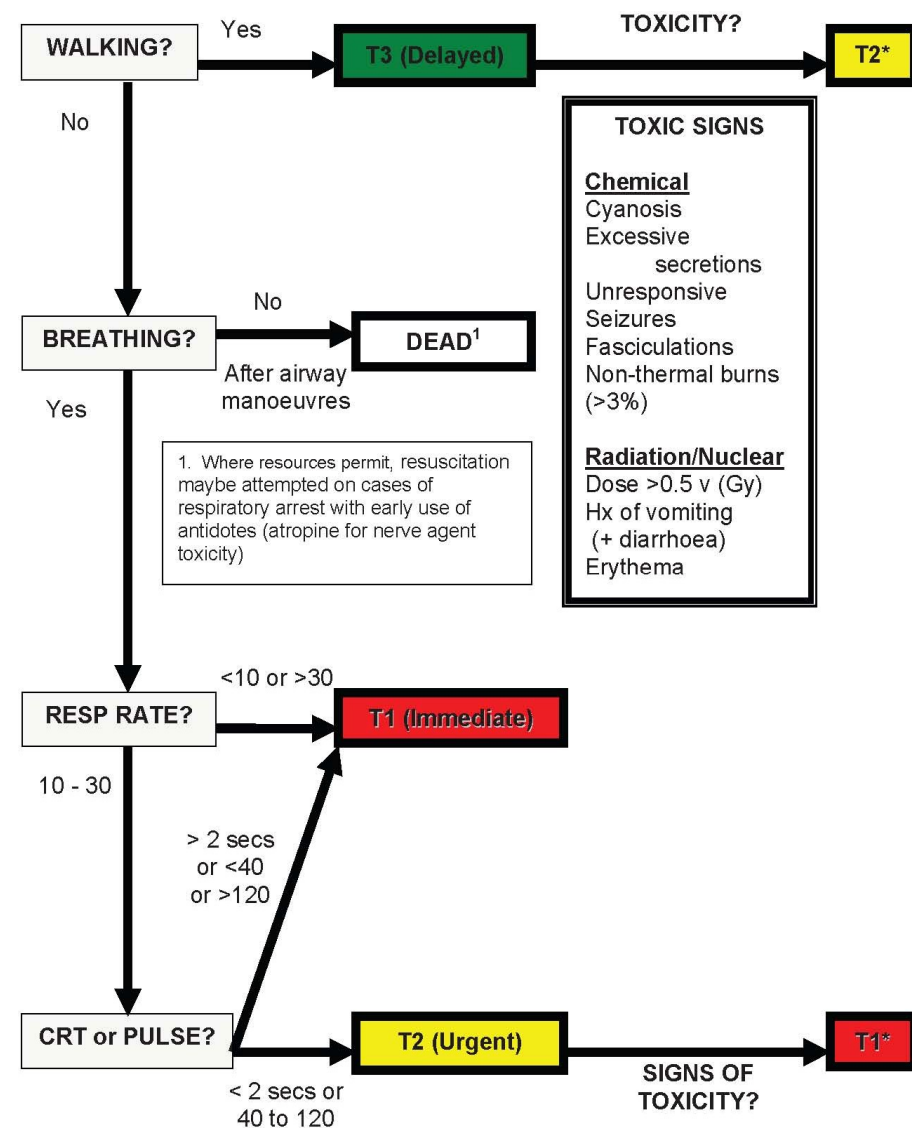 WALKING?
Yes
T3 (Delayed)
TOXICITY?
T2*
No
TOXIC SIGNS
Chemical
Cyanosis
Excessive
secretions
Unresponsive
Seizures
Fasciculations
Non-thermal burns
(>3%)
Radiation/Nuclear
Dose >0.5 v (Gy)
Hx of vomiting
(+ diarrhoea)
Erythema
BREATHING?
No
After airway
manoeuvres
DEAD1
Yes
1. Where resources permit, resuscitation
maybe attempted on cases of
respiratory arrest with early use of
antidotes (atropine for nerve agent
toxicity)
RESP RATE?
<10 or >30
T1 (Immediate)
10 - 30
> 2 secs
or <40
or >120
CRT or PULSE?
< 2 secs or
40 to 120
T2 (Urgent)
SIGNS OF
TOXICITY?
T1*